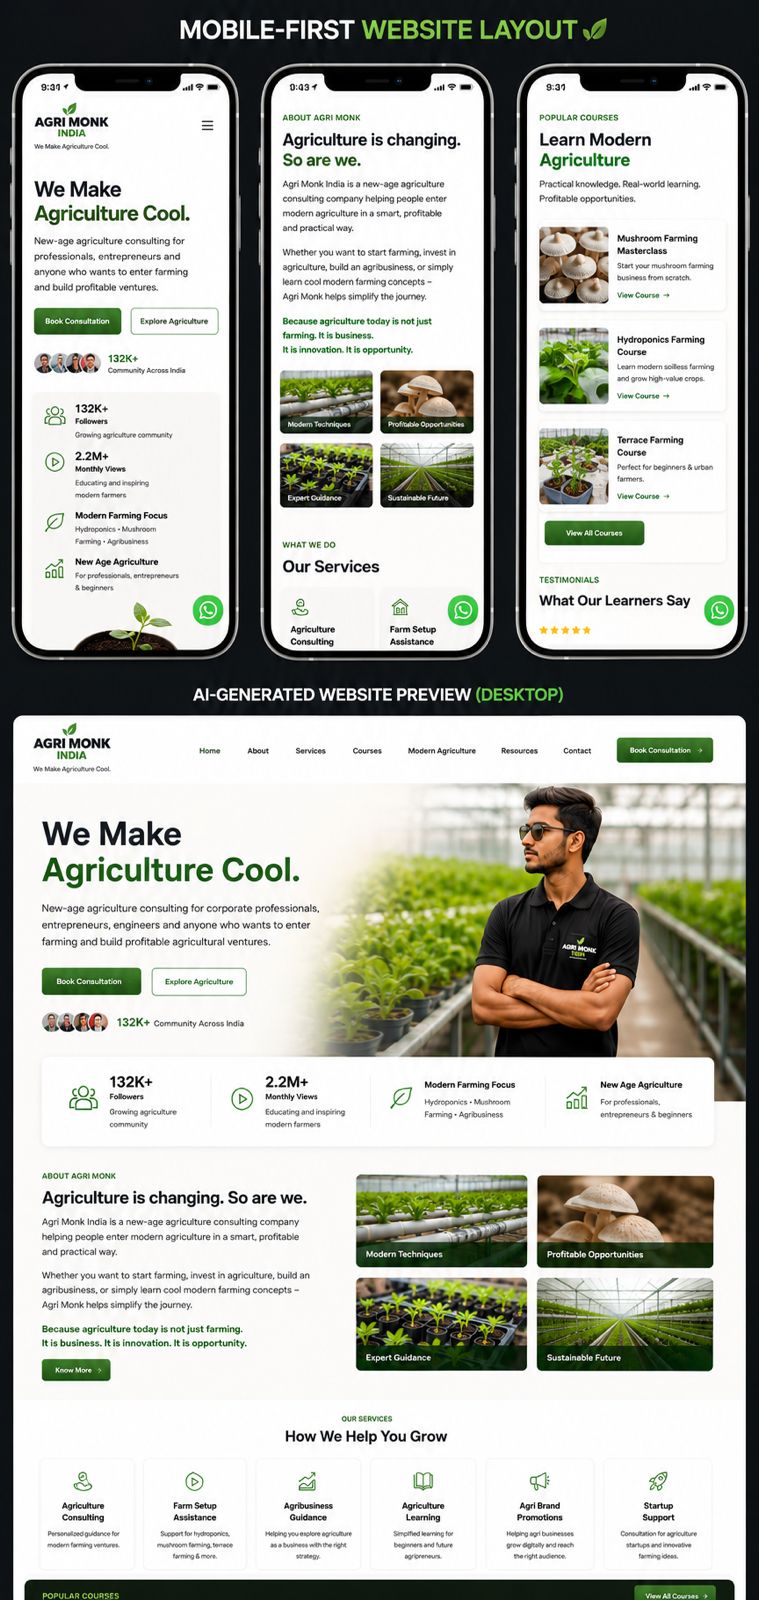 MOBILE-FIRST WEBSITE LAYOUT
9:31
AGRI MONK
INDIA
We Make Agriculture Cool.
We Make
Agriculture Cool.
New-age agriculture consulting for
professionals, entrepreneurs and
anyone who wants to enter farming
and build profitable ventures.
Book Consultation
Explore Agriculture
132K+
Community Across India
132K+
Followers
Growing agriculture community
2.2M+
Monthly Views
Educating and inspiring
modern farmers
Modern Farming Focus
Hydroponics • Mushroom
Farming • Agribusiness
New Age Agriculture
For professionals, entrepreneurs
& beginners
ABOUT AGRI MONK
Agriculture is changing.
So are we.
Agri Monk India is a new-age agriculture
consulting company helping people enter
modern agriculture in a smart, profitable
and practical way.
Whether you want to start farming, invest in
agriculture, build an agribusiness, or simply
learn cool modern farming concepts –
Agri Monk helps simplify the journey.
Because agriculture today is not just
farming. It is business.
It is innovation. It is opportunity.
Modern Techniques
Profitable Opportunities
Expert Guidance
Sustainable Future
WHAT WE DO
Our Services
Agriculture
Consulting
Farm Setup
Assistance
9:31
POPULAR COURSES
Learn Modern
Agriculture
Practical knowledge. Real-world learning.
Profitable opportunities.
Mushroom Farming
Masterclass
Start your mushroom farming
business from scratch.
View Course →
Hydroponics Farming
Course
Learn modern soilless farming
and grow high-value crops.
View Course →
Terrace Farming
Course
Perfect for beginners & urban
farmers.
View Course →
View All Courses
TESTIMONIALS
What Our Learners Say
AI-GENERATED WEBSITE PREVIEW (DESKTOP)
AGRI MONK
INDIA
We Make Agriculture Cool.
Home About Services Courses Modern Agriculture Resources Contact Book Consultation →
We Make
Agriculture Cool.
New-age agriculture consulting for corporate professionals,
entrepreneurs, engineers and anyone who wants to enter
farming and build profitable agricultural ventures.
Book Consultation
Explore Agriculture
132K+ Community Across India
AGRI MONK
132K+
Followers
Growing agriculture
community
2.2M+
Monthly Views
Educating and inspiring
modern farmers
Modern Farming Focus
Hydroponics • Mushroom
Farming • Agribusiness
New Age Agriculture
For professionals,
entrepreneurs & beginners
ABOUT AGRI MONK
Agriculture is changing. So are we.
Agri Monk India is a new-age agriculture consulting company
helping people enter modern agriculture in a smart, profitable
and practical way.
Whether you want to start farming, invest in agriculture, build an
agribusiness, or simply learn cool modern farming concepts –
Agri Monk helps simplify the journey.
Because agriculture today is not just farming.
It is business. It is innovation. It is opportunity.
Know More >
Modern Techniques
Profitable Opportunities
Expert Guidance
Sustainable Future
OUR SERVICES
How We Help You Grow
Agriculture
Consulting
Personalized guidance for
modern farming ventures.
Farm Setup
Assistance
Support for hydroponics,
mushroom farming, terrace
farming & more.
Agribusiness
Guidance
Helping you explore agriculture
as a business with the right
strategy.
Agriculture
Learning
Simplified learning for
beginners and future
agripreneurs.
Agri Brand
Promotions
Helping agri businesses
grow digitally and reach
the right audience.
Startup
Support
Consultation for agriculture
startups and innovative
farming ideas.
POPULAR COURSES
View All Courses →